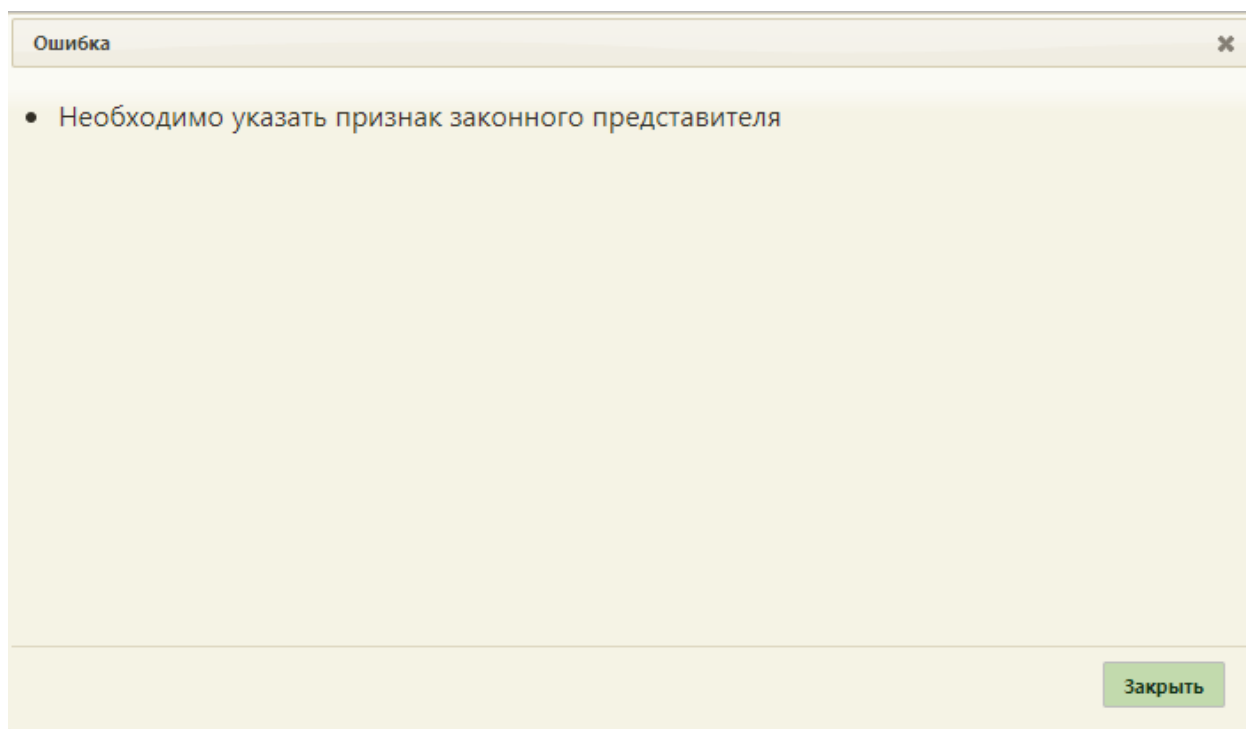 Ошибка
Необходимо указать признак законного представителя
Закрыть